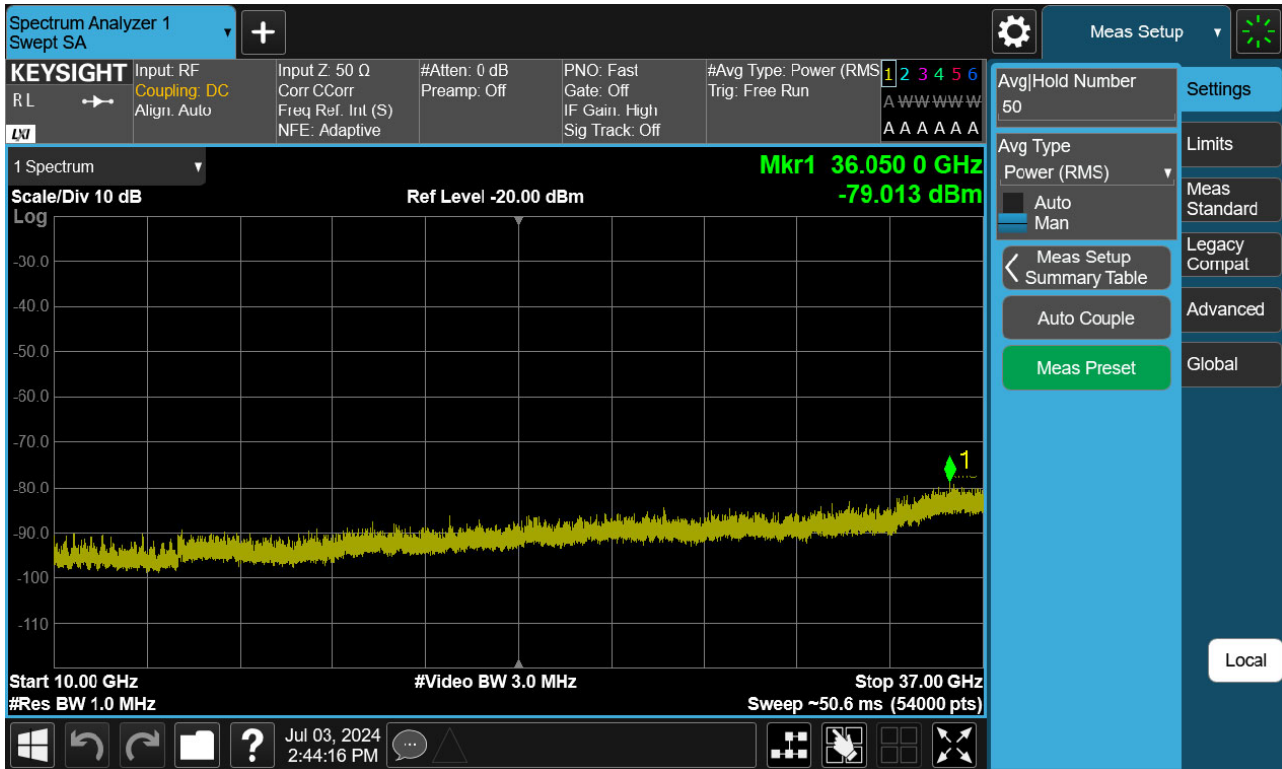 Spectrum Analyzer 1
Swept SA
+
Meas Setup
KEYSIGHT
R L
LXI
Input: RF
Coupling: DC
Align: Auto
Input Z: 50 Ω
Corr CCorr
Freq Ref: Int (S)
NFE: Adaptive
#Atten: 0 dB
Preamp: Off
PNO: Fast
Gate: Off
IF Gain: High
Sig Track: Off
#Avg Type: Power (RMS
Trig: Free Run
1 2 3 4 5 6
A W W W W W
A A A A A A
1 Spectrum
Mkr1 36.050 0 GHz
Scale/Div 10 dB
Ref Level -20.00 dBm
-79.013 dBm
Log
-30.0
-40.0
-50.0
-60.0
-70.0
1
-80.0
-90.0
-100
-110
Start 10.00 GHz
#Video BW 3.0 MHz
Stop 37.00 GHz
#Res BW 1.0 MHz
Sweep ~50.6 ms (54000 pts)
Avg|Hold Number
50
Avg Type
Power (RMS)
Auto
Man
Meas Setup
Summary Table
Auto Couple
Meas Preset
Settings
Limits
Meas
Standard
Legacy
Compat
Advanced
Global
Local
?
Jul 03, 2024
2:44:16 PM